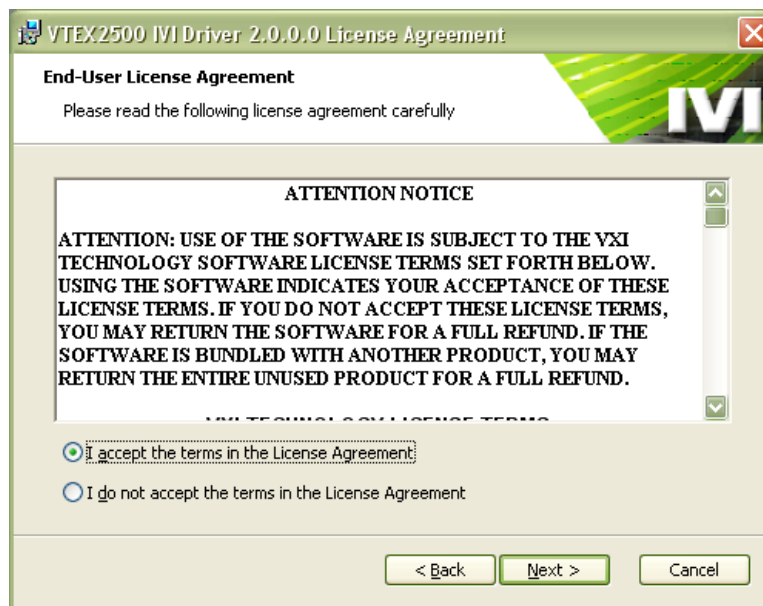 VTEX2500 IVI Driver 2.0.0.0 License Agreement
End-User License Agreement
Please read the following license agreement carefully
IVI
ATTENTION NOTICE
ATTENTION: USE OF THE SOFTWARE IS SUBJECT TO THE VXI
TECHNOLOGY SOFTWARE LICENSE TERMS SET FORTH BELOW.
USING THE SOFTWARE INDICATES YOUR ACCEPTANCE OF THESE
LICENSE TERMS. IF YOU DO NOT ACCEPT THESE LICENSE TERMS,
YOU MAY RETURN THE SOFTWARE FOR A FULL REFUND. IF THE
SOFTWARE IS BUNDLED WITH ANOTHER PRODUCT, YOU MAY
RETURN THE ENTIRE UNUSED PRODUCT FOR A FULL REFUND.
VXI TECHNOLOGY LICENSE TERMS
I accept the terms in the License Agreement
I do not accept the terms in the License Agreement
< Back
Next >
Cancel